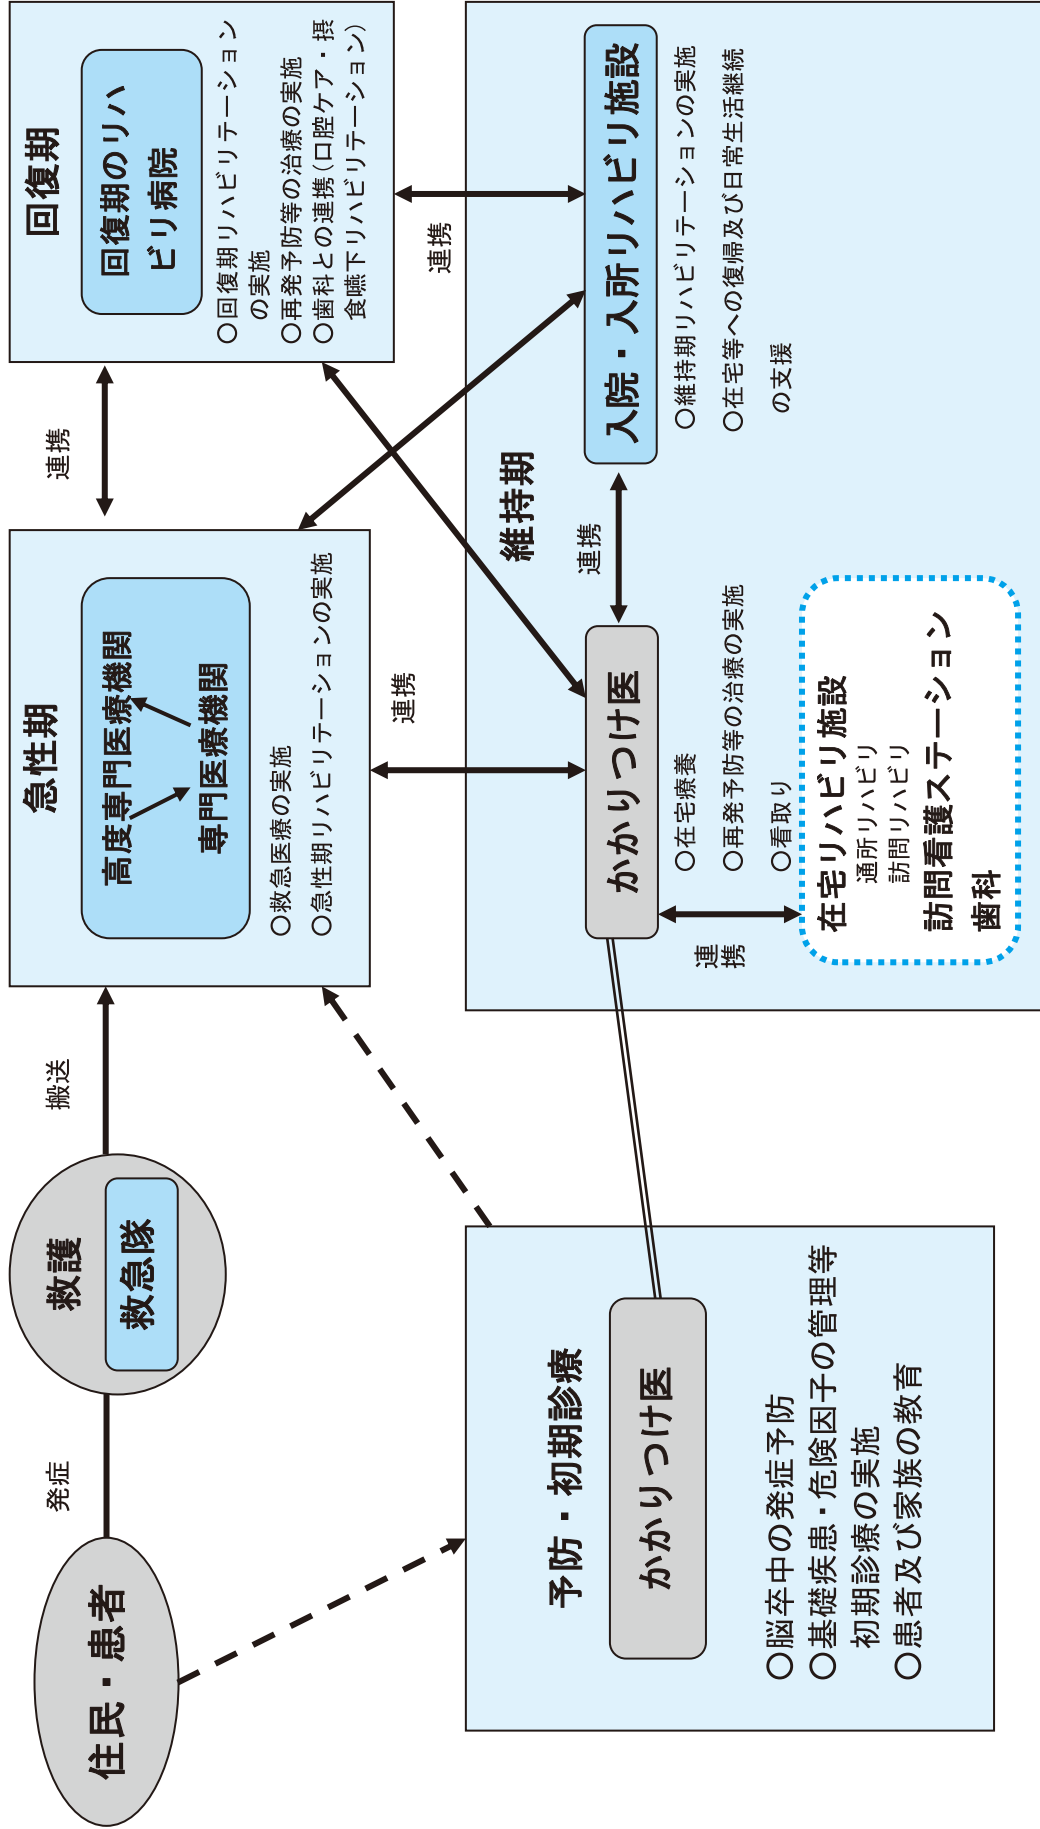 住民・患者
発症
救護
救急隊
搬送
急性期
高度専門医療機関
専門医療機関
○救急医療の実施
○急性期リハビリテーションの実施
連携
回復期
回復期のリハ
ビリ病院
○回復期リハビリテーション
の実施
○再発予防等の治療の実施
○歯科との連携(口腔ケア・摂
食嚥下リハビリテーション)
連携
連携
予防・初期診療
かかりつけ医
○脳卒中の発症予防
○基礎疾患・危険因子の管理等
初期診療の実施
○患者及び家族の教育
維持期
かかりつけ医
○在宅療養
○再発予防等の治療の実施
○看取り
連携
入院・入所リハビリ施設
○維持期リハビリテーションの実施
○在宅等への復帰及び日常生活継続
の支援
連
携
在宅リハビリ施設
通所リハビリ
訪問リハビリ
訪問看護ステーション
歯科